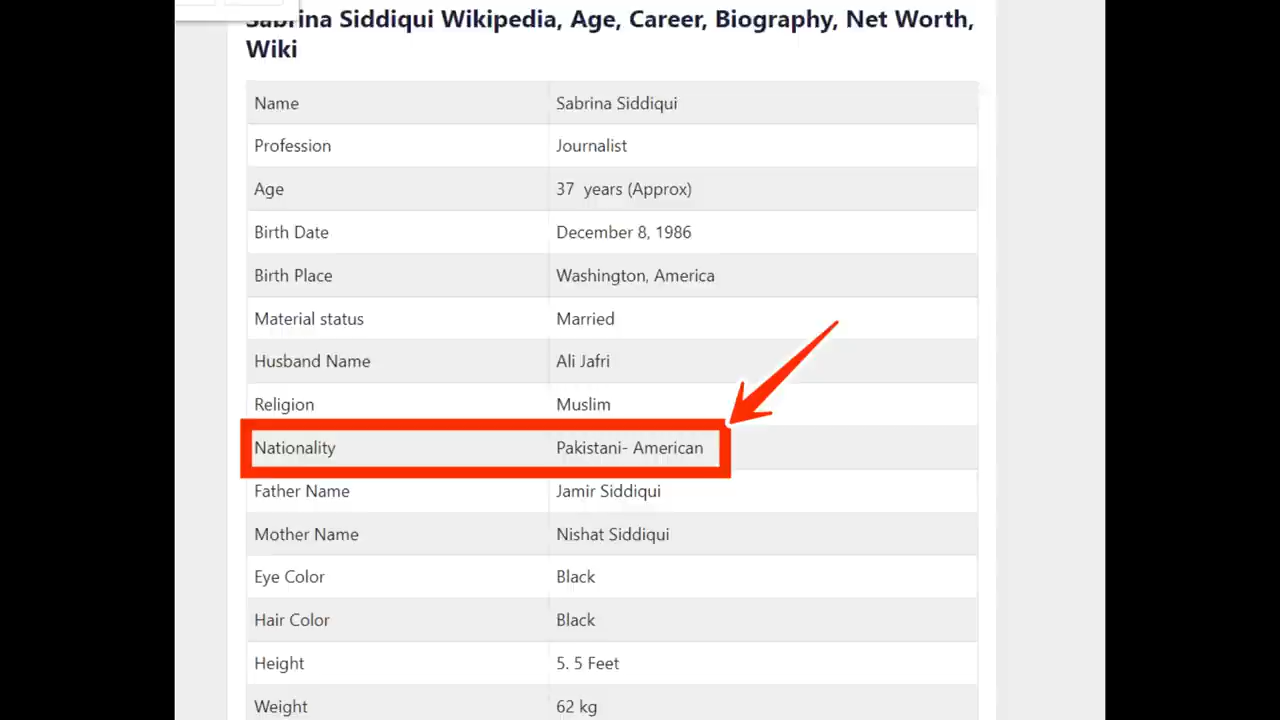 Sabrina Siddiqui Wikipedia, Age, Career, Biography, Net Worth,
Wiki
Name Sabrina Siddiqui
Profession Journalist
Age 37 years (Approx)
Birth Date December 8, 1986
Birth Place Washington, America
Material status Married
Husband Name Ali Jafri
Religion Muslim
Nationality Pakistani- American
Father Name Jamir Siddiqui
Mother Name Nishat Siddiqui
Eye Color Black
Hair Color Black
Height 5. 5 Feet
Weight 62 kg